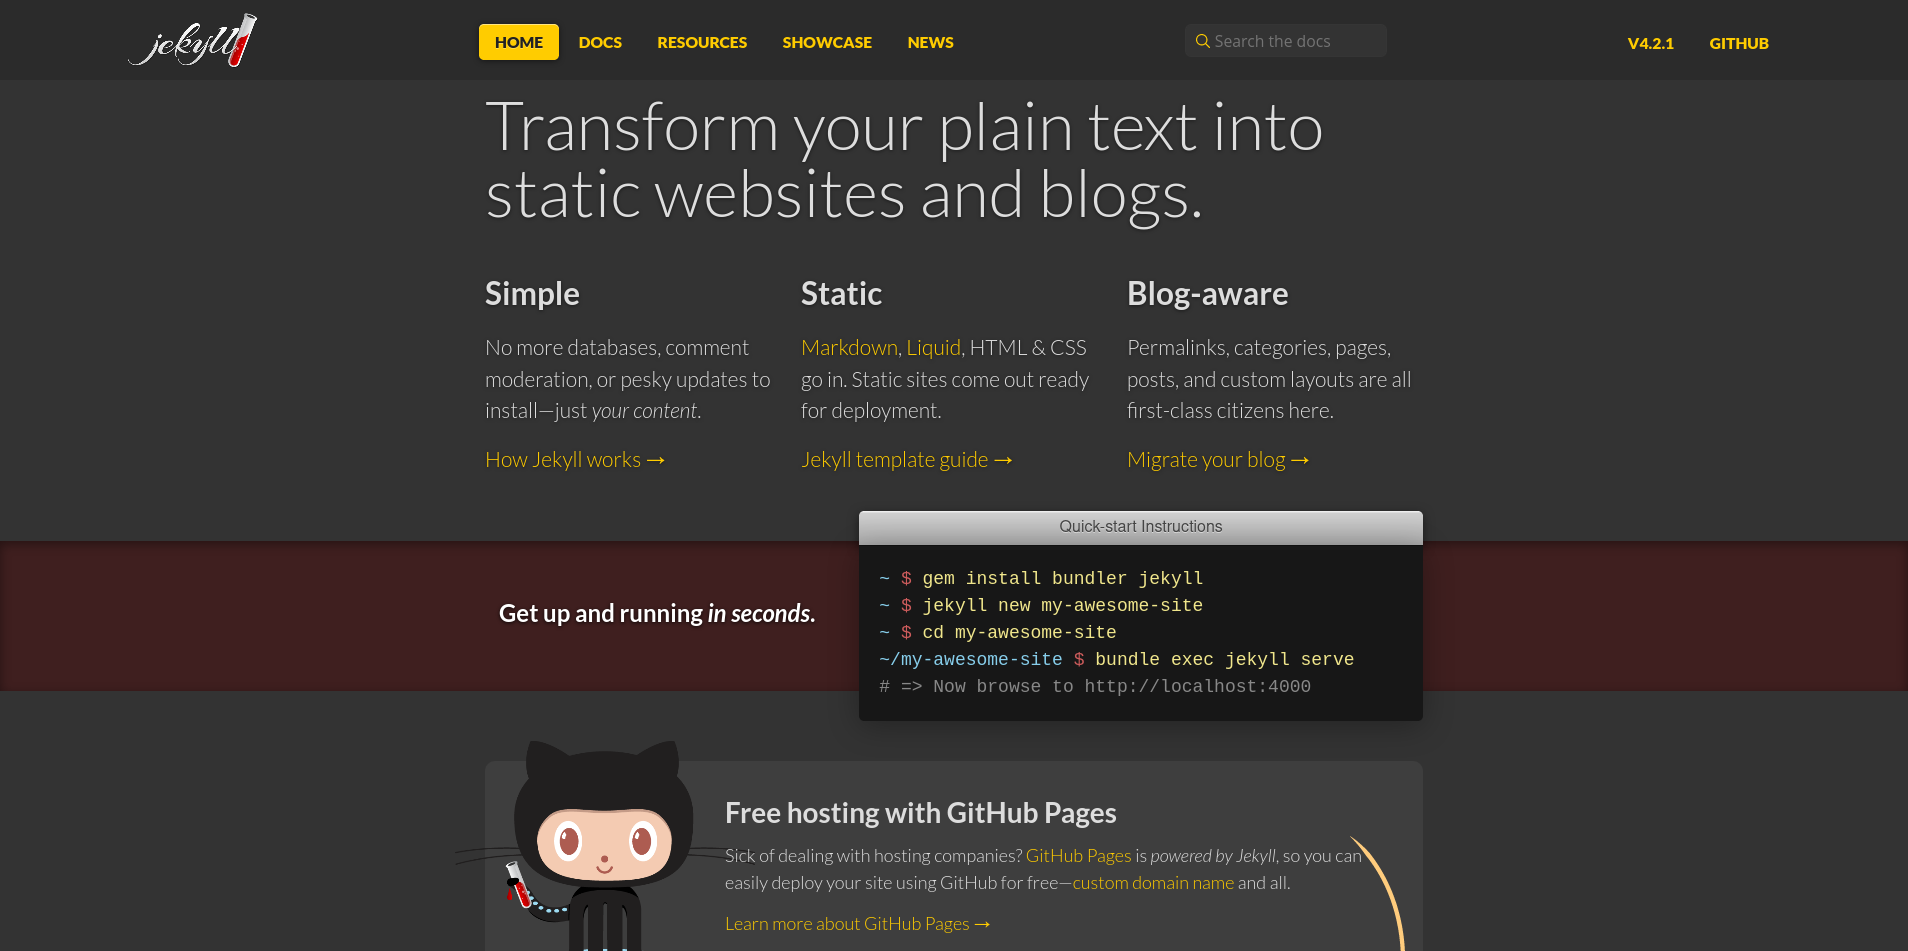 jekyll
HOME
DOCS
RESOURCES
SHOWCASE
NEWS
Search the docs
V4.2.1
GITHUB
Transform your plain text into
static websites and blogs.
Simple
No more databases, comment
moderation, or pesky updates to
install—just your content.
How Jekyll works →
Static
Markdown, Liquid, HTML & CSS
go in. Static sites come out ready
for deployment.
Jekyll template guide →
Blog-aware
Permalinks, categories, pages,
posts, and custom layouts are all
first-class citizens here.
Migrate your blog →
Get up and running in seconds.
Quick-start Instructions
~ $ gem install bundler jekyll
~ $ jekyll new my-awesome-site
~ $ cd my-awesome-site
~/my-awesome-site $ bundle exec jekyll serve
# => Now browse to http://localhost:4000
Free hosting with GitHub Pages
Sick of dealing with hosting companies? GitHub Pages is powered by Jekyll, so you can
easily deploy your site using GitHub for free—custom domain name and all.
Learn more about GitHub Pages →